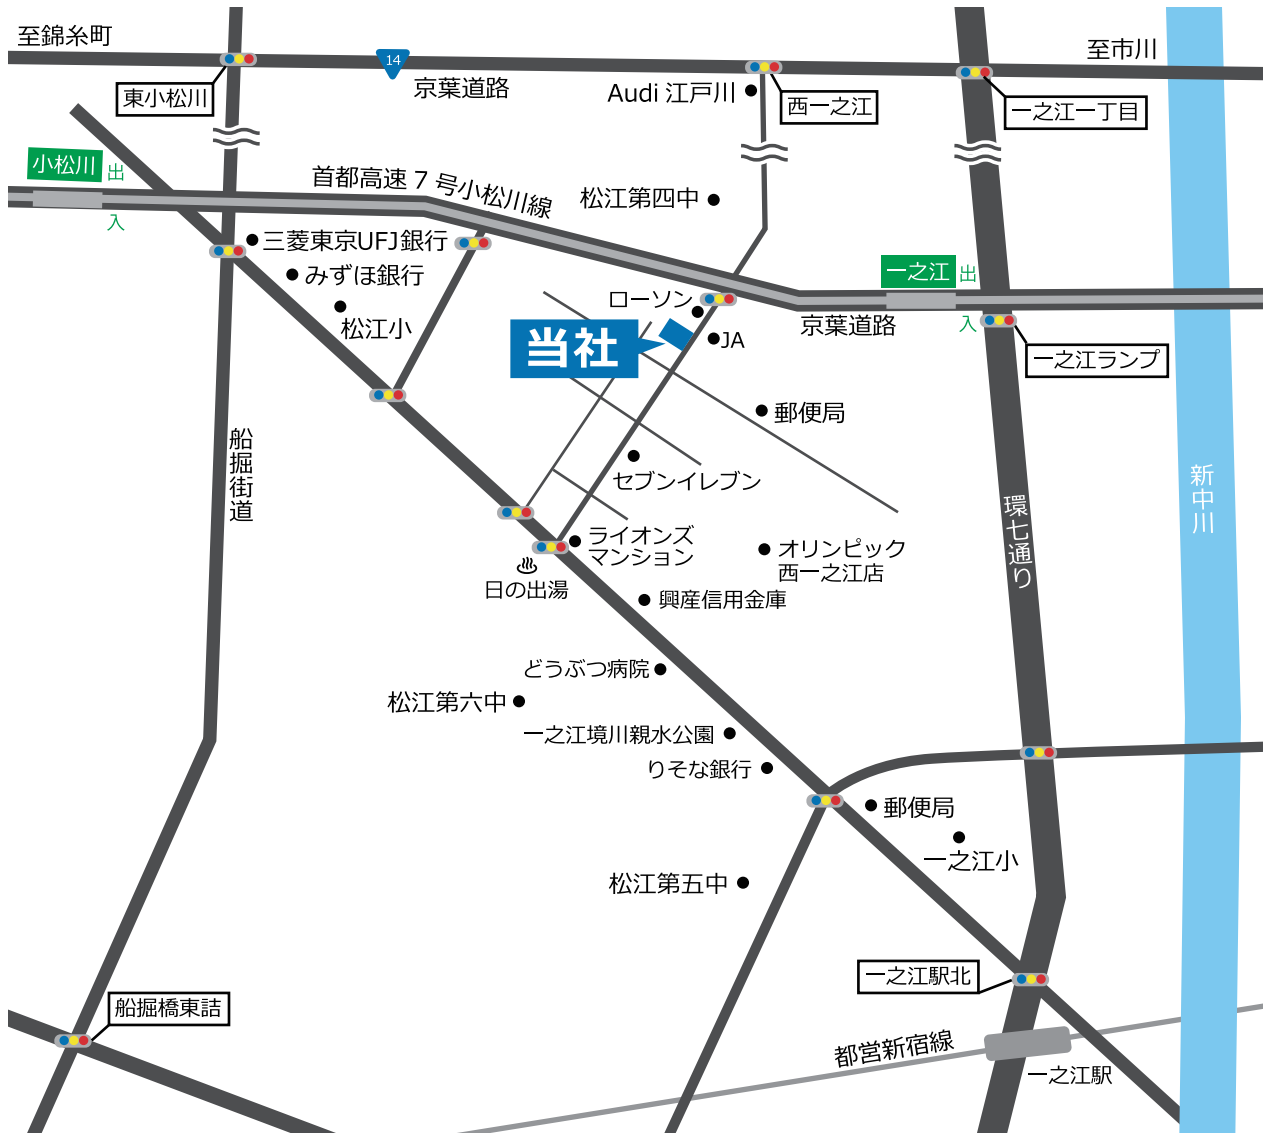 至錦糸町
14
京葉道路
至市川
東小松川
Audi 江戸川
西一之江
一之江一丁目
小松川
出
入
首都高速 7 号小松川線
松江第四中
三菱東京UFJ銀行
みずほ銀行
松江小
ローソン
当社
JA
一之江
出
入
京葉道路
一之江ランプ
郵便局
船掘街道
セブンイレブン
新中川
環七通り
ライオンズ
マンション
オリンピック
西一之江店
日の出湯
興産信用金庫
どうぶつ病院
松江第六中
一之江境川親水公園
りそな銀行
郵便局
一之江小
松江第五中
一之江駅北
船掘橋東詰
都営新宿線
一之江駅